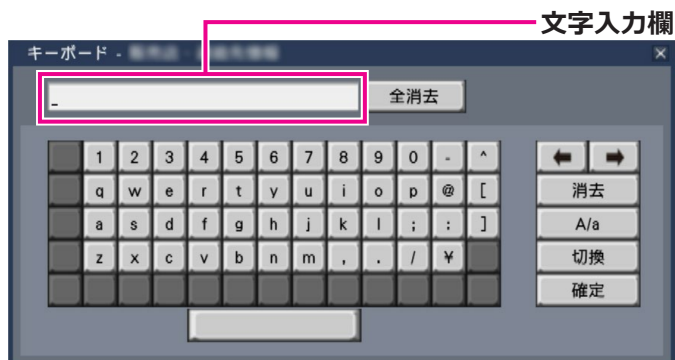 文字入力欄
キーボード -
×
_
全消去
1 2 3 4 5 6 7 8 9 0 - ^
q w e r t y u i o p @ [
a s d f g h j k l ; : ]
z x c v b n m , . / ¥
← →
消去
A/a
切換
確定